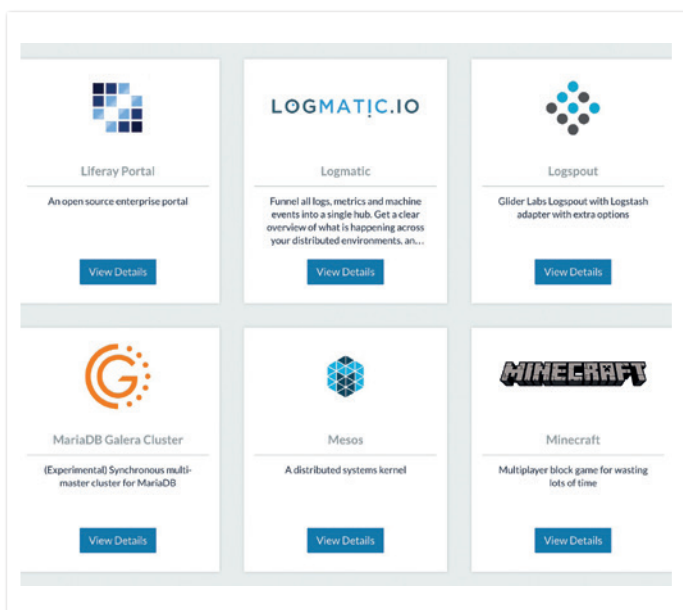 LOGMATIC.IO
Liferay Portal
An open source enterprise portal
View Details
Logmatic
Funnel all logs, metrics and machine
events into a single hub. Get a clear
overview of what is happening across
your distributed environments, an...
View Details
Logspout
Glider Labs Logspout with Logstash
adapter with extra options
View Details
MariaDB Galera Cluster
(Experimental) Synchronous multi-
master cluster for MariaDB
View Details
Mesos
A distributed systems kernel
View Details
MINECRAFT
Minecraft
Multiplayer block game for wasting
lots of time
View Details